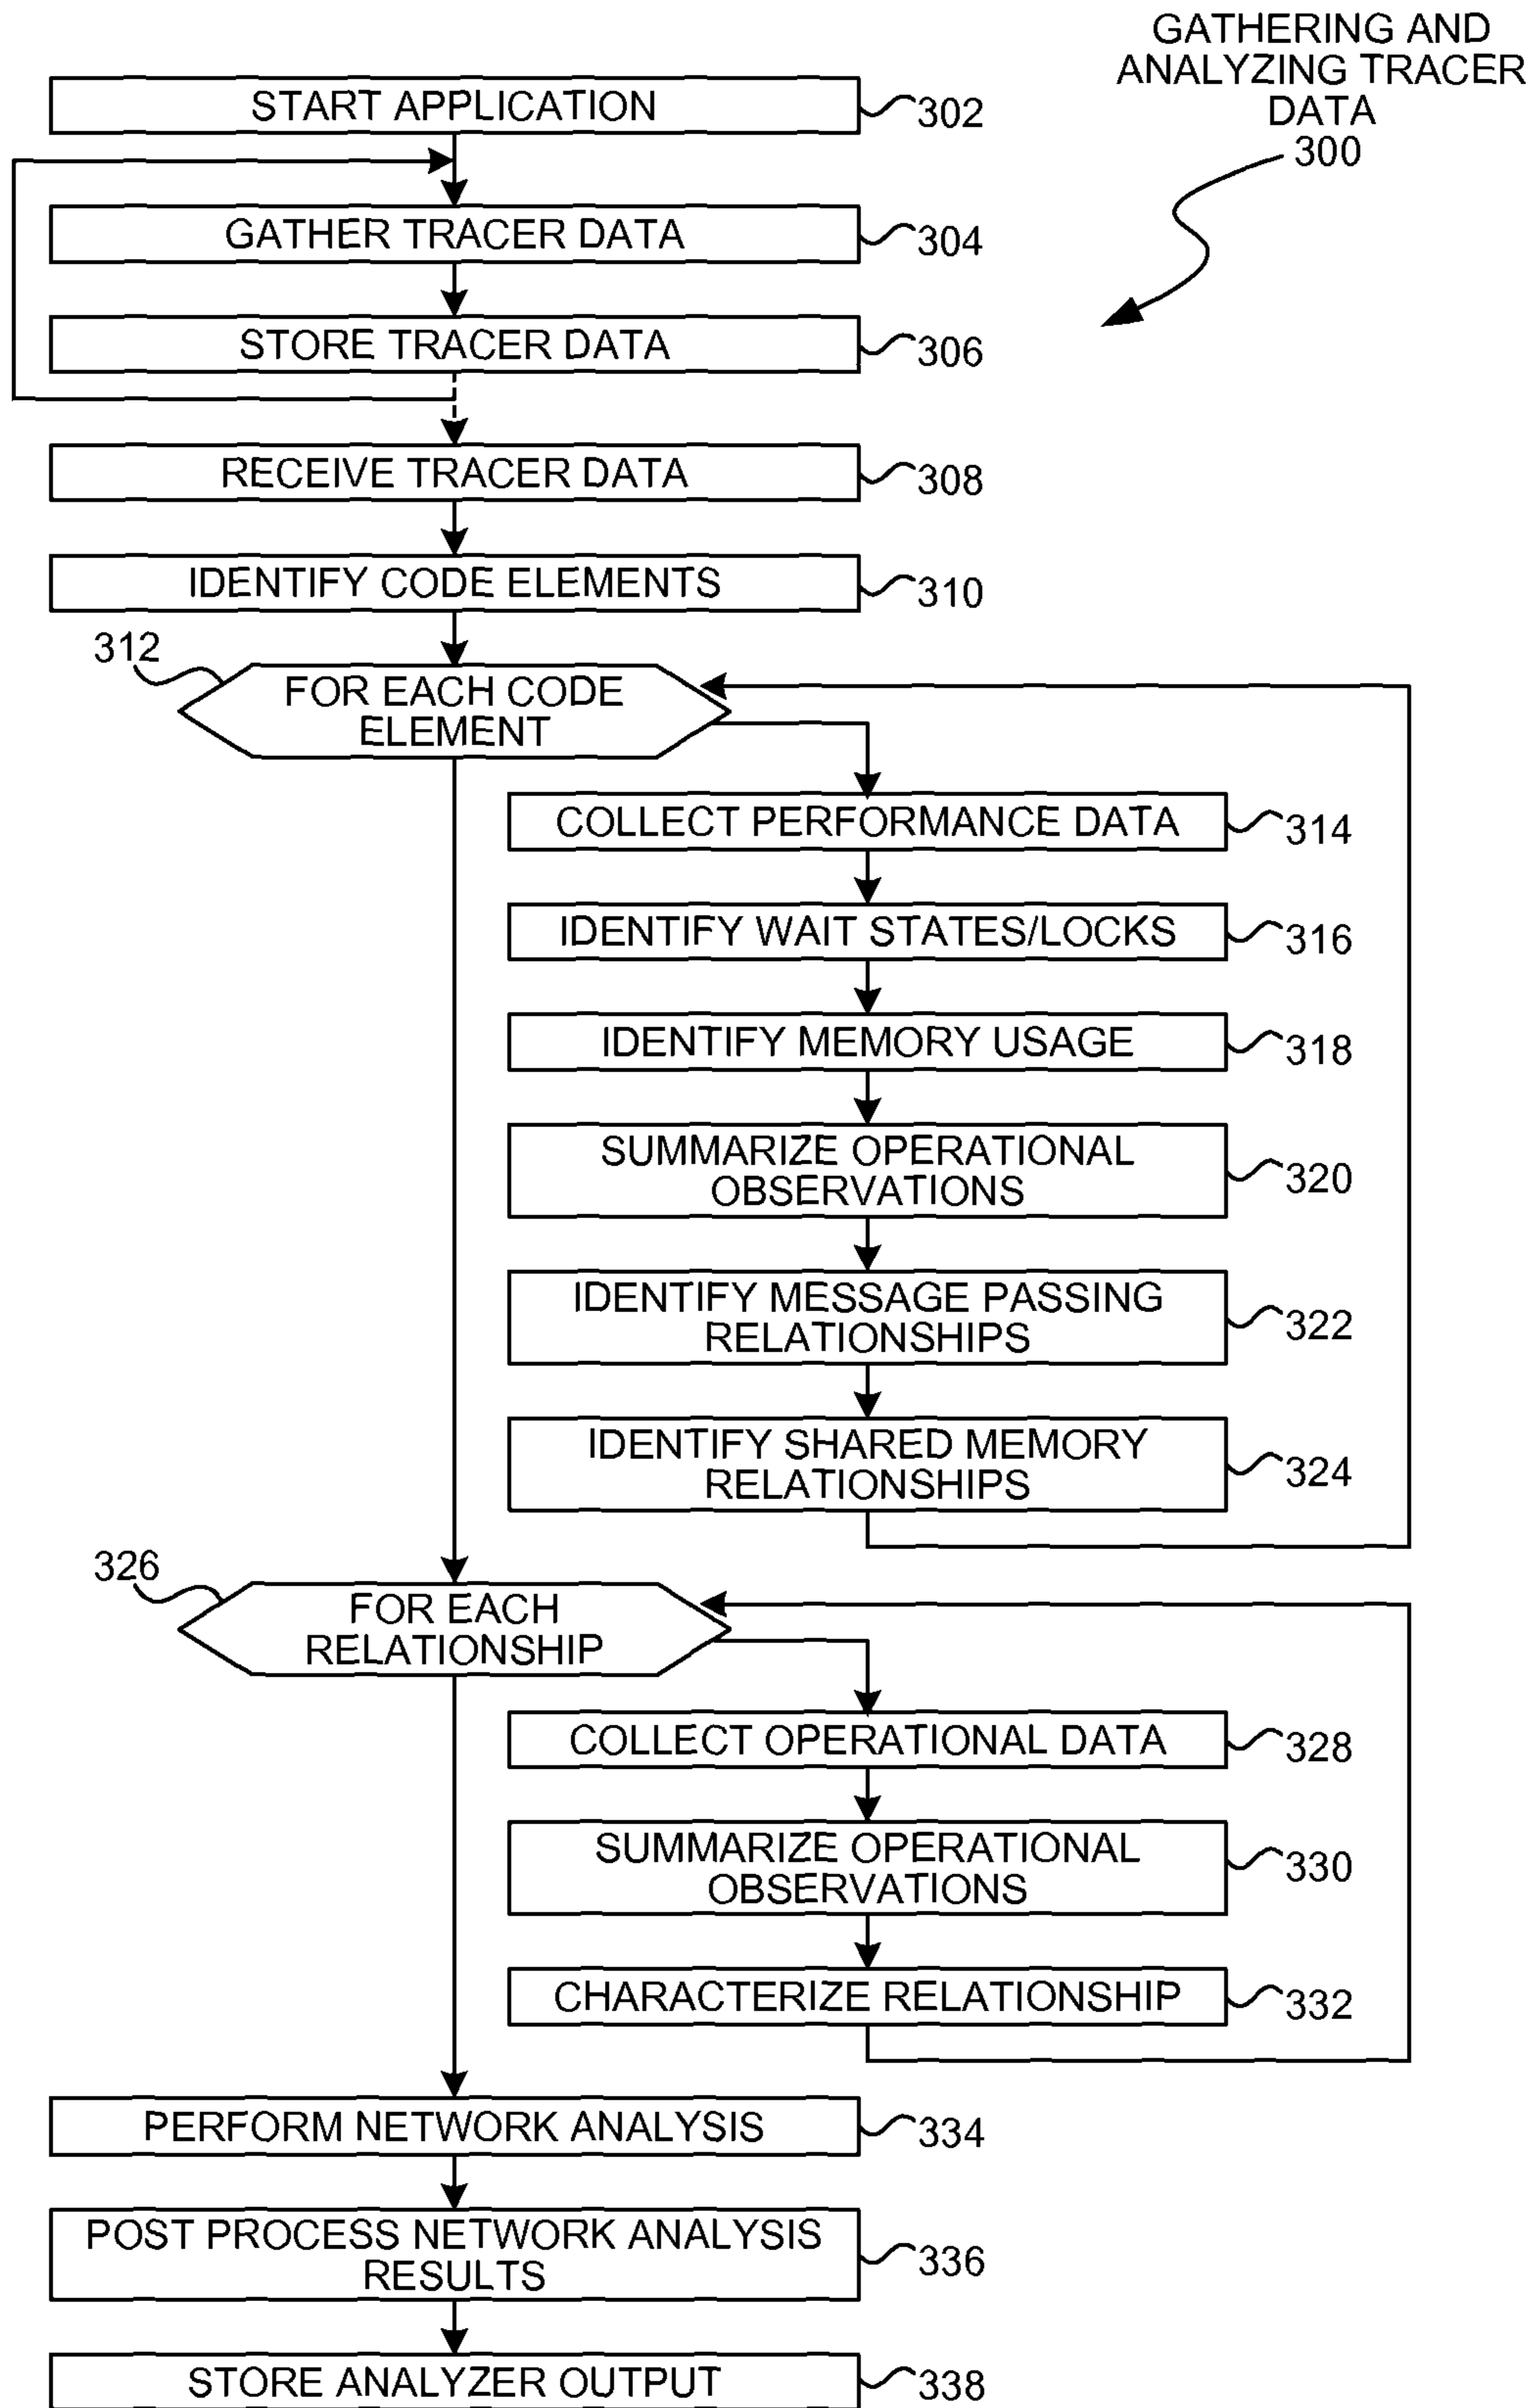 GATHERING AND
ANALYZING TRACER
DATA
300
START APPLICATION
302
GATHER TRACER DATA
304
STORE TRACER DATA
306
RECEIVE TRACER DATA
308
IDENTIFY CODE ELEMENTS
310
312
FOR EACH CODE
ELEMENT
COLLECT PERFORMANCE DATA
314
IDENTIFY WAIT STATES/LOCKS
316
IDENTIFY MEMORY USAGE
318
SUMMARIZE OPERATIONAL
OBSERVATIONS
320
IDENTIFY MESSAGE PASSING
RELATIONSHIPS
322
IDENTIFY SHARED MEMORY
RELATIONSHIPS
324
326
FOR EACH
RELATIONSHIP
COLLECT OPERATIONAL DATA
328
SUMMARIZE OPERATIONAL
OBSERVATIONS
330
CHARACTERIZE RELATIONSHIP
332
PERFORM NETWORK ANALYSIS
334
POST PROCESS NETWORK ANALYSIS
RESULTS
336
STORE ANALYZER OUTPUT
338